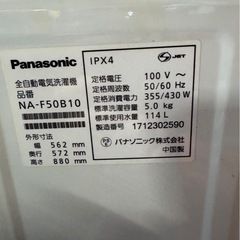 Panasonic
全自動電気洗濯機
品番
NA-F50B10
外形寸法
幅 562 mm
奥行 572 mm
高さ 880 mm
IPX4
JET
定格電圧 100 V ～
定格周波数 50/60 Hz
定格消費電力 355/430 W
標準洗濯容量 5.0 kg
標準使用水量 114 L
製造番号 1712302590
パナソニック株式会社
中国製